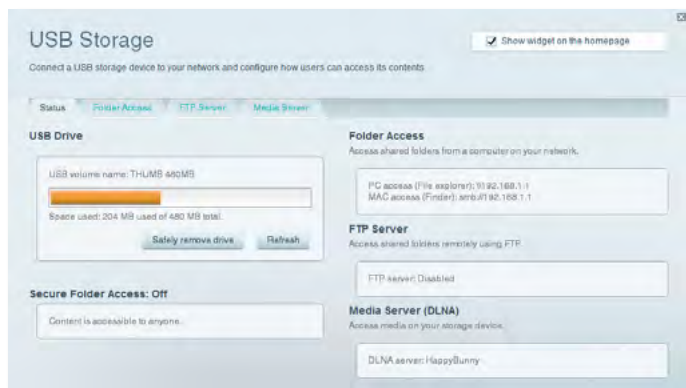 USB Storage
Show widget on the homepage
Connect a USB storage device to your network and configure how users can access its contents.
Status Folder Access FTP Server Media Server
USB Drive
USB volume name: THUMB 480MB
Space used: 204 MB used of 480 MB total.
Safely remove drive Refresh
Secure Folder Access: Off
Content is accessible to anyone.
Folder Access
Access shared folders from a computer on your network.
PC access (File explorer): \\192.168.1.1
MAC access (Finder): smb://192.168.1.1
FTP Server
Access shared folders remotely using FTP.
FTP server: Disabled
Media Server (DLNA)
Access media on your storage device.
DLNA server: HappyBunny